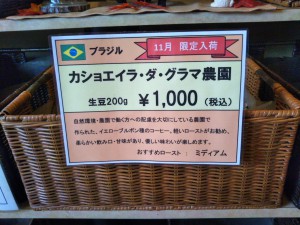 ブラジル
11月 限定入荷
カショエイラ・ダ・グラマ農園
生豆200g ¥1,000（税込）
自然環境・農園で働く方への配慮を大切にしている農園で
作られた、イエローブルボン種のコーヒー。軽いローストがお勧め。
柔らかい飲み口・甘味があり、優しい味わいが楽しめます。
おすすめロースト ： ミディアム